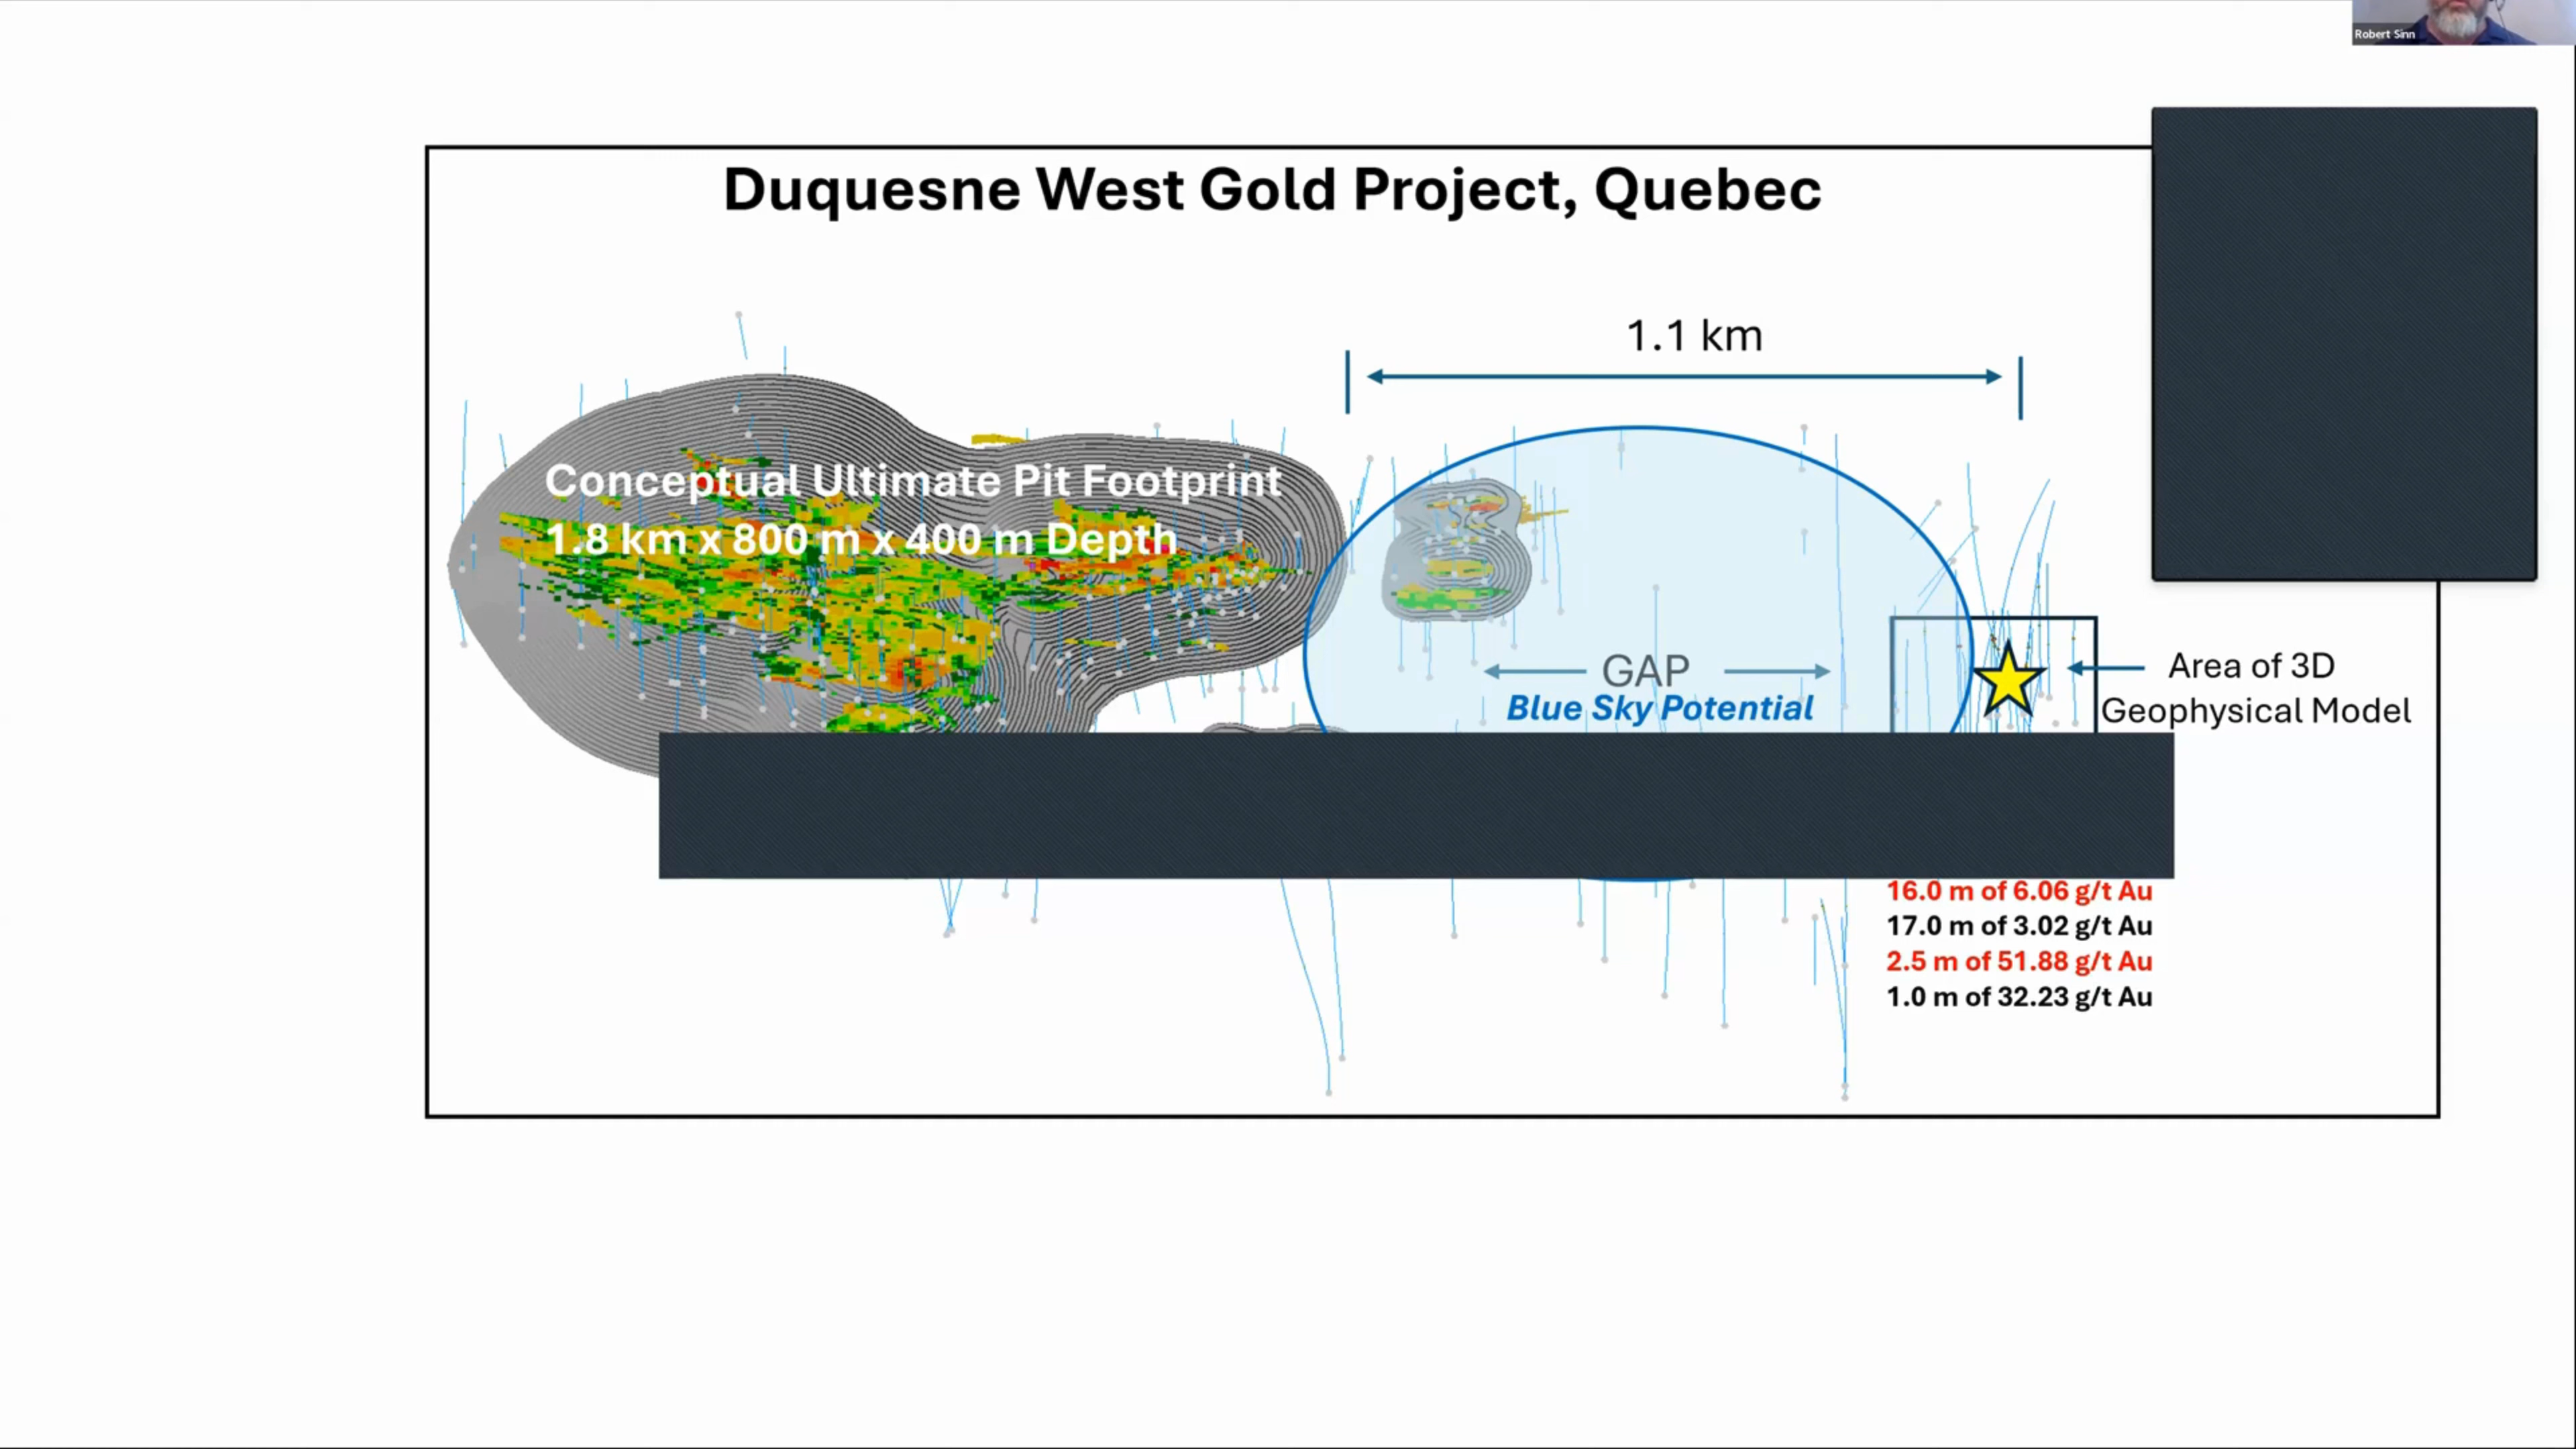 Robert Sinn
Duquesne West Gold Project, Quebec
1.1 km
Conceptual Ultimate Pit Footprint
1.8 km x 800 m x 400 m Depth
GAP
Blue Sky Potential
Area of 3D
Geophysical Model
16.0 m of 6.06 g/t Au
17.0 m of 3.02 g/t Au
2.5 m of 51.88 g/t Au
1.0 m of 32.23 g/t Au